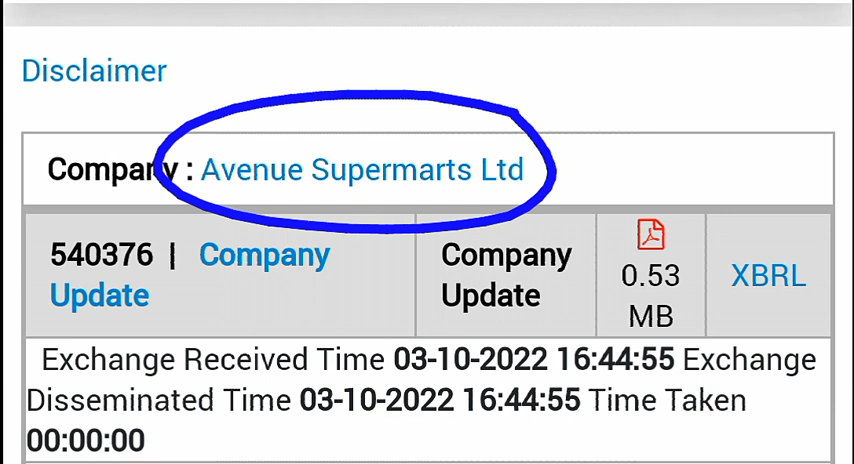 Disclaimer
Company : Avenue Supermarts Ltd
540376 | Company Update
Company Update
0.53 MB
XBRL
Exchange Received Time 03-10-2022 16:44:55 Exchange
Disseminated Time 03-10-2022 16:44:55 Time Taken
00:00:00